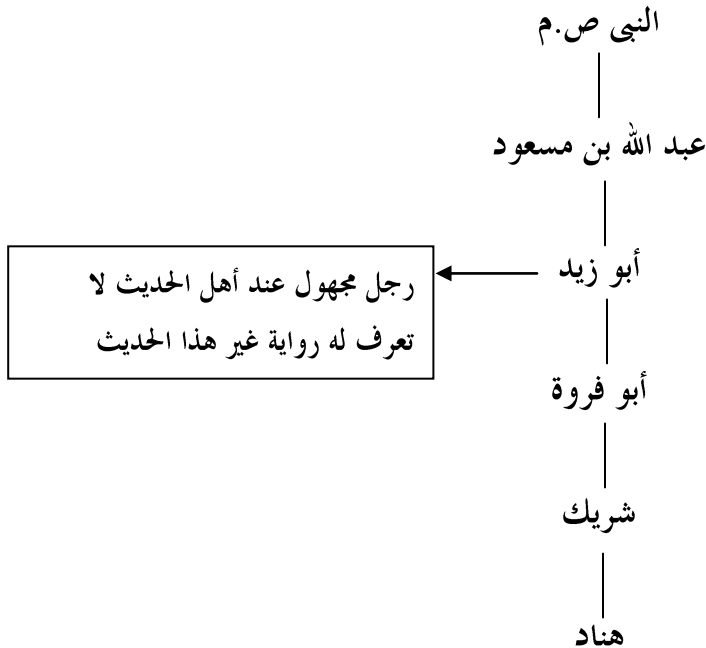 النبى ص.م
عبد الله بن مسعود
أبو زيد
رجل مجهول عند أهل الحديث لا
تعرف له رواية غير هذا الحديث
أبو فروة
شريك
هناد